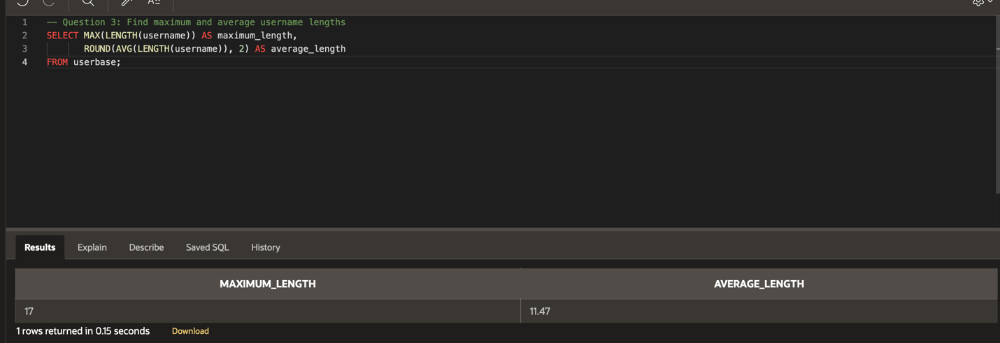 1 -- Question 3: Find maximum and average username lengths
2 SELECT MAX(LENGTH(username)) AS maximum_length,
3 ROUND(AVG(LENGTH(username)), 2) AS average_length
4 FROM userbase;
Results Explain Describe Saved SQL History
MAXIMUM_LENGTH AVERAGE_LENGTH
17 11.47
1 rows returned in 0.15 seconds Download